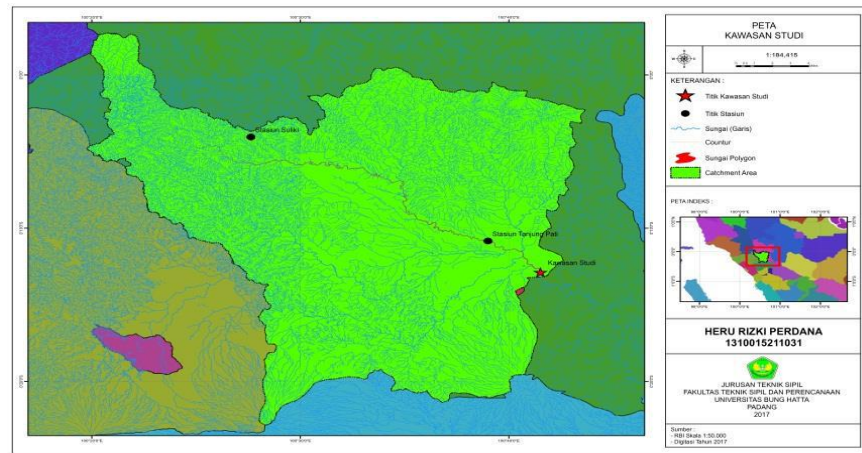 Stasiun Suliki
Stasiun Tanjung Pati
Kawasan Studi
PETA
KAWASAN STUDI
1:184,415
KETERANGAN :
Titik Kawasan Studi
Titik Stasiun
Sungai (Garis)
Countur
Sungai Polygon
Catchment Area
PETA INDEKS :
HERU RIZKI PERDANA
1310015211031
JURUSAN TEKNIK SIPIL
FAKULTAS TEKNIK SIPIL DAN PERENCANAAN
UNIVERSITAS BUNG HATTA
PADANG
2017
Sumber :
- RBI Skala 1:50.000
- Digitasi Tahun 2017